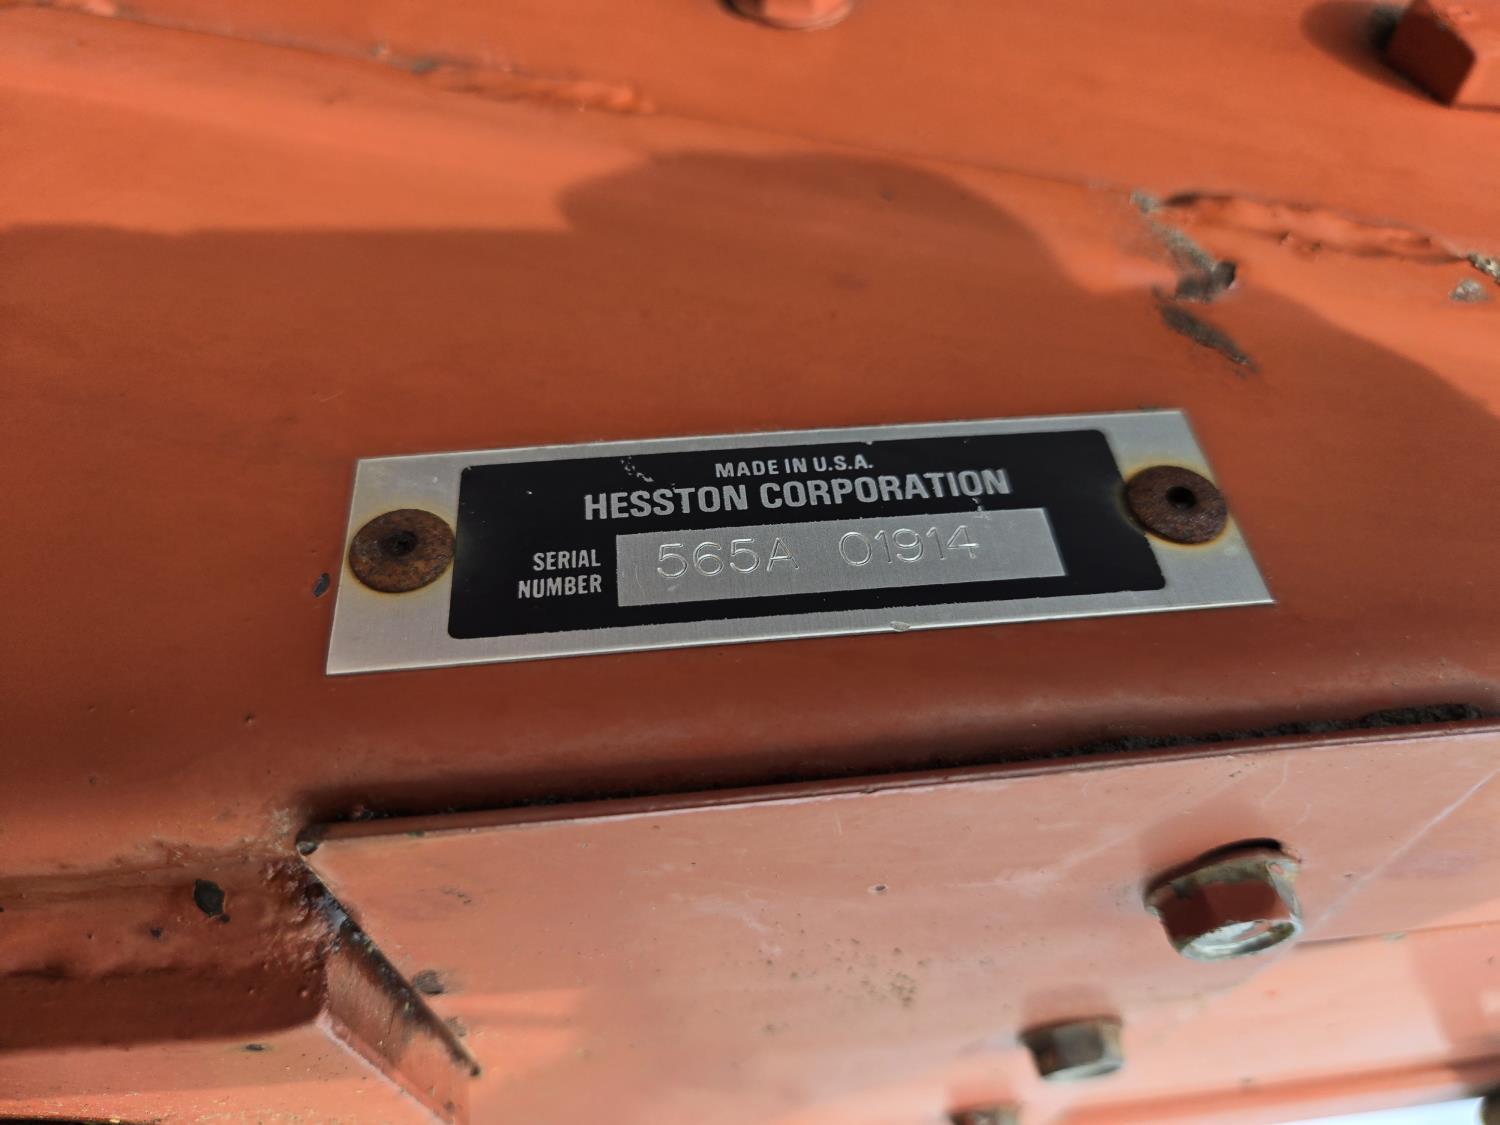 MADE IN U.S.A.
HESSTON CORPORATION
SERIAL
NUMBER
565A 01914